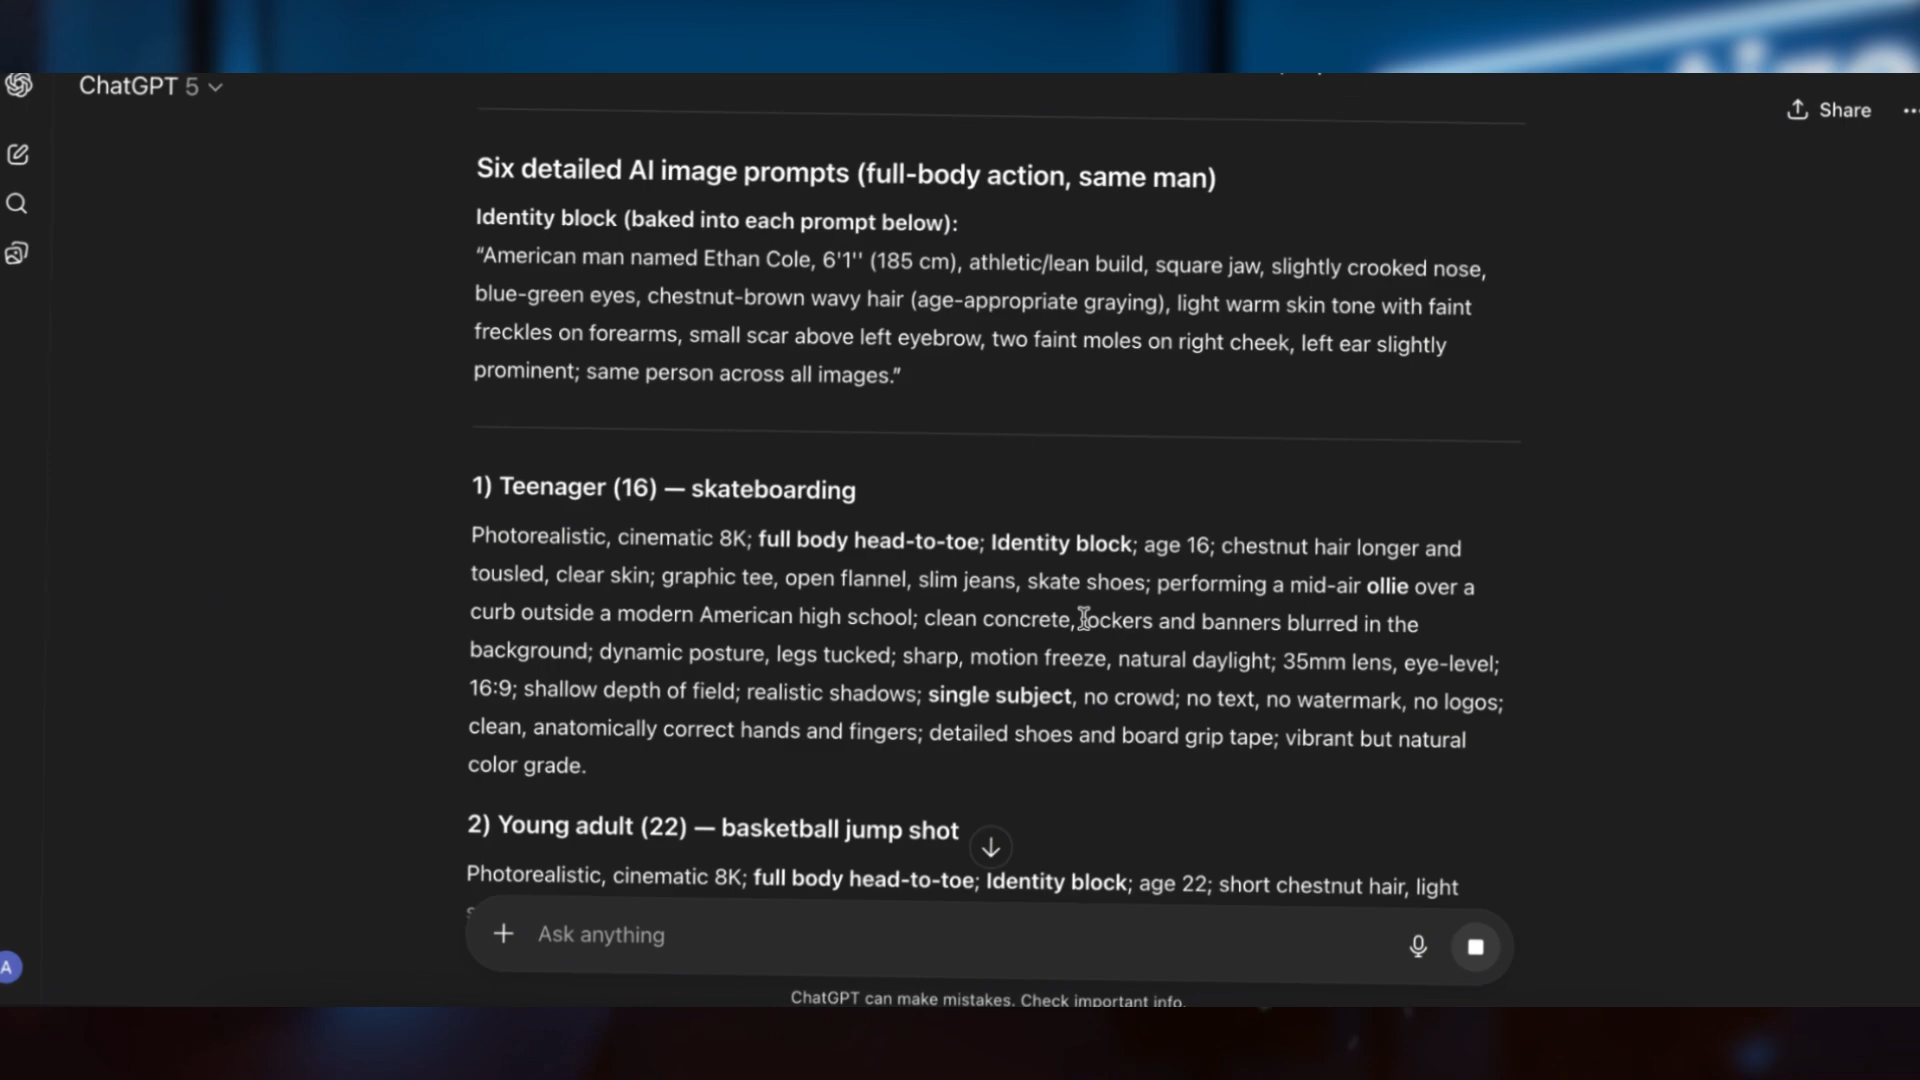 ChatGPT 5
Share
Six detailed AI image prompts (full-body action, same man)
Identity block (baked into each prompt below):
“American man named Ethan Cole, 6'1'' (185 cm), athletic/lean build, square jaw, slightly crooked nose,
blue-green eyes, chestnut-brown wavy hair (age-appropriate graying), light warm skin tone with faint
freckles on forearms, small scar above left eyebrow, two faint moles on right cheek, left ear slightly
prominent; same person across all images.”
1) Teenager (16) — skateboarding
Photorealistic, cinematic 8K; full body head-to-toe; Identity block; age 16; chestnut hair longer and
tousled, clear skin; graphic tee, open flannel, slim jeans, skate shoes; performing a mid-air ollie over a
curb outside a modern American high school; clean concrete, lockers and banners blurred in the
background; dynamic posture, legs tucked; sharp, motion freeze, natural daylight; 35mm lens, eye-level;
16:9; shallow depth of field; realistic shadows; single subject, no crowd; no text, no watermark, no logos;
clean, anatomically correct hands and fingers; detailed shoes and board grip tape; vibrant but natural
color grade.
2) Young adult (22) — basketball jump shot
Photorealistic, cinematic 8K; full body head-to-toe; Identity block; age 22; short chestnut hair, light
Ask anything
A
ChatGPT can make mistakes. Check important info.